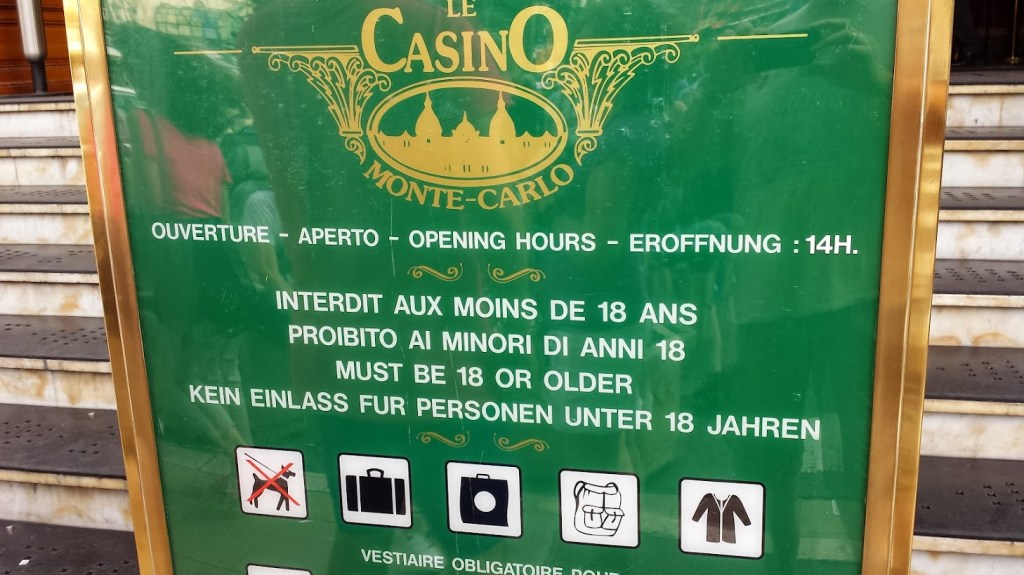 LE
CASINO
MONTE-CARLO
OUVERTURE - APERTO - OPENING HOURS - EROFFNUNG : 14H.
INTERDIT AUX MOINS DE 18 ANS
PROIBITO AI MINORI DI ANNI 18
MUST BE 18 OR OLDER
KEIN EINLASS FUR PERSONEN UNTER 18 JAHREN
VESTIAIRE OBLIGATOIRE POUR